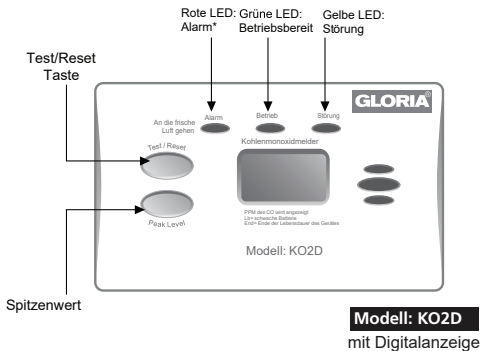 Rote LED:
Alarm*
Grüne LED:
Betriebsbereit
Gelbe LED:
Störung
Test/Reset
Taste
GLORIA®
An die frische
Luft gehen
Alarm
Betrieb
Störung
Kohlenmonoxidmelder
Test / Reset
Peak Level
PPM des CO wird angezeigt
Lb= schwache Batterie
End= Ende der Lebensdauer des Gerätes
Modell: KO2D
Spitzenwert
Modell: KO2D
mit Digitalanzeige